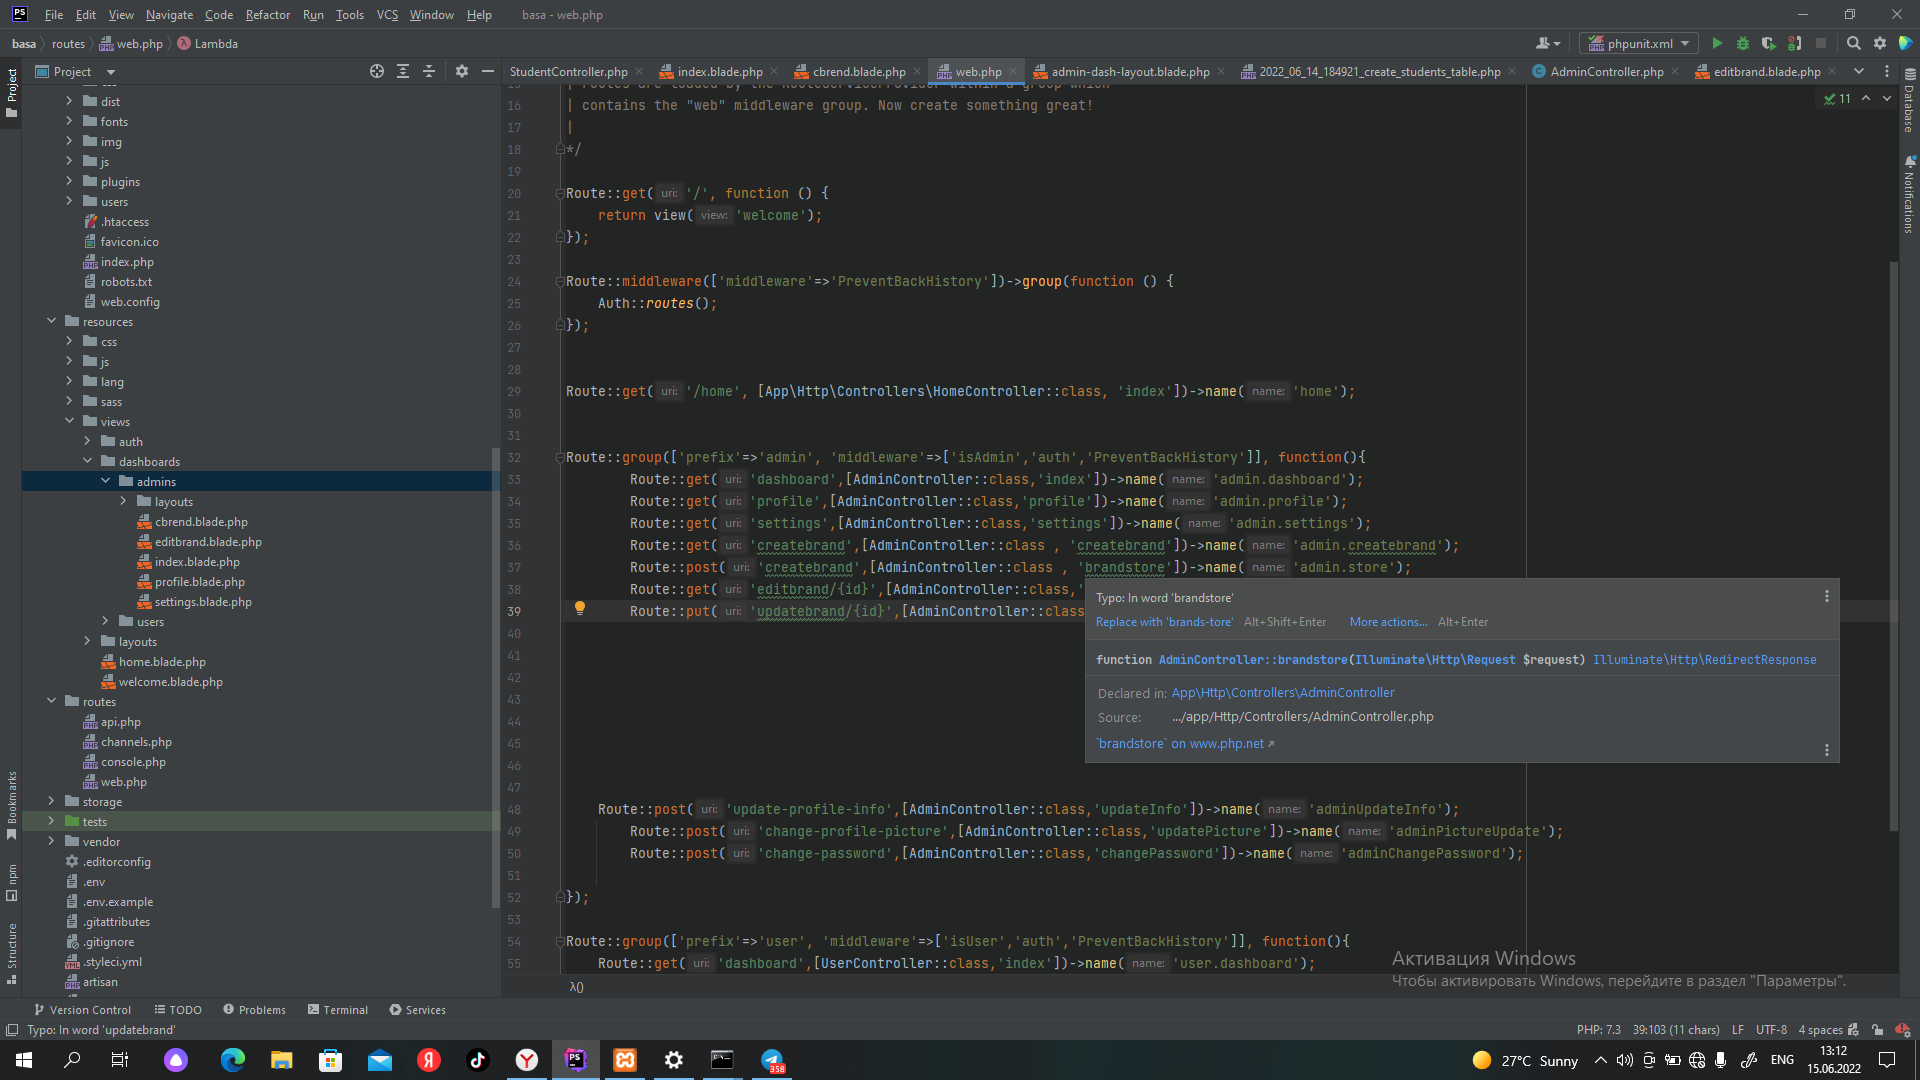 File Edit View Navigate Code Refactor Run Tools VCS Window Help basa - web.php
basa routes web.php Lambda
phpunit.xml
Project
StudentController.php index.blade.php cbrend.blade.php web.php admin-dash-layout.blade.php 2022_06_14_184921_create_students_table.php AdminController.php editbrand.blade.php
Project
Bookmarks
npm
Structure
dist
fonts
img
js
plugins
users
.htaccess
favicon.ico
index.php
robots.txt
web.config
resources
css
js
lang
sass
views
auth
dashboards
admins
layouts
cbrend.blade.php
editbrand.blade.php
index.blade.php
profile.blade.php
settings.blade.php
users
layouts
home.blade.php
welcome.blade.php
routes
api.php
channels.php
console.php
web.php
storage
tests
vendor
.editorconfig
.env
.env.example
.gitattributes
.gitignore
.styleci.yml
artisan
15 | routes are loaded by the RouteServiceProvider within a group which
16 | contains the "web" middleware group. Now create something great!
17 |
18 */
19
20 Route::get( uri: '/', function () {
21 return view( view: 'welcome');
22 });
23
24 Route::middleware(['middleware'=>'PreventBackHistory'])->group(function () {
25 Auth::routes();
26 });
27
28
29 Route::get( uri: '/home', [App\Http\Controllers\HomeController::class, 'index'])->name( name: 'home');
30
31
32 Route::group(['prefix'=>'admin', 'middleware'=>['isAdmin','auth','PreventBackHistory']], function(){
33 Route::get( uri: 'dashboard',[AdminController::class,'index'])->name( name: 'admin.dashboard');
34 Route::get( uri: 'profile',[AdminController::class,'profile'])->name( name: 'admin.profile');
35 Route::get( uri: 'settings',[AdminController::class,'settings'])->name( name: 'admin.settings');
36 Route::get( uri: 'createbrand',[AdminController::class , 'createbrand'])->name( name: 'admin.createbrand');
37 Route::post( uri: 'createbrand',[AdminController::class , 'brandstore'])->name( name: 'admin.store');
38 Route::get( uri: 'editbrand/{id}',[AdminController::class,'
39 Route::put( uri: 'updatebrand/{id}',[AdminController::class
40
41
42
43
44
45
46
47
48 Route::post( uri: 'update-profile-info',[AdminController::class,'updateInfo'])->name( name: 'adminUpdateInfo');
49 Route::post( uri: 'change-profile-picture',[AdminController::class,'updatePicture'])->name( name: 'adminPictureUpdate');
50 Route::post( uri: 'change-password',[AdminController::class,'changePassword'])->name( name: 'adminChangePassword');
51
52 });
53
54 Route::group(['prefix'=>'user', 'middleware'=>['isUser','auth','PreventBackHistory']], function(){
55 Route::get( uri: 'dashboard',[UserController::class,'index'])->name( name: 'user.dashboard');
λ()
11
Typo: In word 'brandstore'
Replace with 'brands-tore' Alt+Shift+Enter More actions... Alt+Enter
function AdminController::brandstore(Illuminate\Http\Request $request) Illuminate\Http\RedirectResponse
Declared in: App\Http\Controllers\AdminController
Source: .../app/Http/Controllers/AdminController.php
`brandstore` on www.php.net ↗
Database
Notifications
Активация Windows
Чтобы активировать Windows, перейдите в раздел "Параметры".
Version Control TODO Problems Terminal Services
Typo: In word 'updatebrand' PHP: 7.3 39:103 (11 chars) LF UTF-8 4 spaces
358 27°C Sunny ENG 13:12
15.06.2022